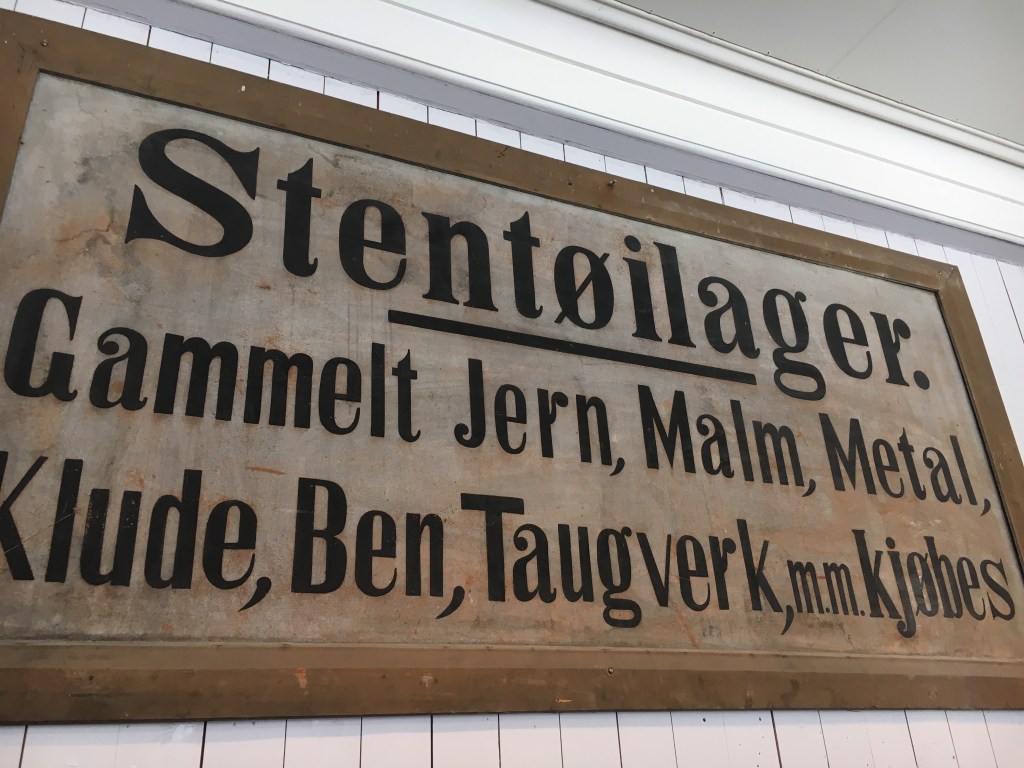 Stentøilager.
Gammelt Jern, Malm, Metal,
Klude, Ben, Taugverk, m.m. kjøbes